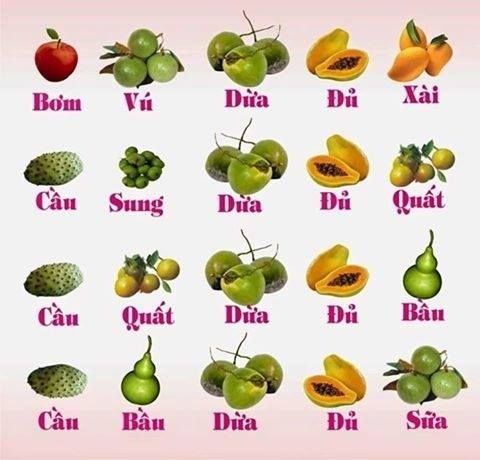 Bơm Vú Dừa Đủ Xài
Cầu Sung Dừa Đủ Quất
Cầu Quất Dừa Đủ Bầu
Cầu Bầu Dừa Đủ Sữa